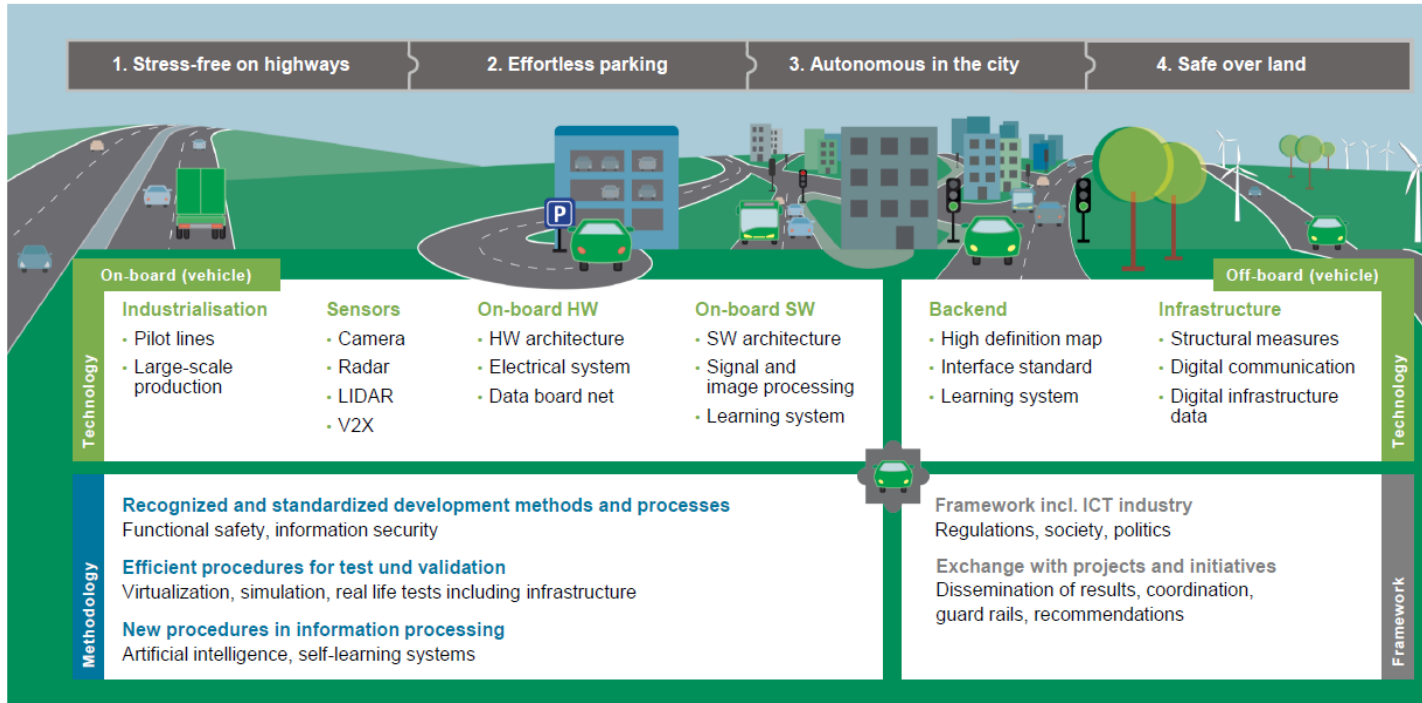 1. Stress-free on highways
2. Effortless parking
3. Autonomous in the city
4. Safe over land
P
On-board (vehicle)
Technology
Industrialisation
• Pilot lines
• Large-scale
production
Sensors
• Camera
• Radar
• LIDAR
• V2X
On-board HW
• HW architecture
• Electrical system
• Data board net
On-board SW
• SW architecture
• Signal and
image processing
• Learning system
Off-board (vehicle)
Technology
Backend
• High definition map
• Interface standard
• Learning system
Infrastructure
• Structural measures
• Digital communication
• Digital infrastructure
data
Methodology
Recognized and standardized development methods and processes
Functional safety, information security
Efficient procedures for test und validation
Virtualization, simulation, real life tests including infrastructure
New procedures in information processing
Artificial intelligence, self-learning systems
Framework
Framework incl. ICT industry
Regulations, society, politics
Exchange with projects and initiatives
Dissemination of results, coordination,
guard rails, recommendations